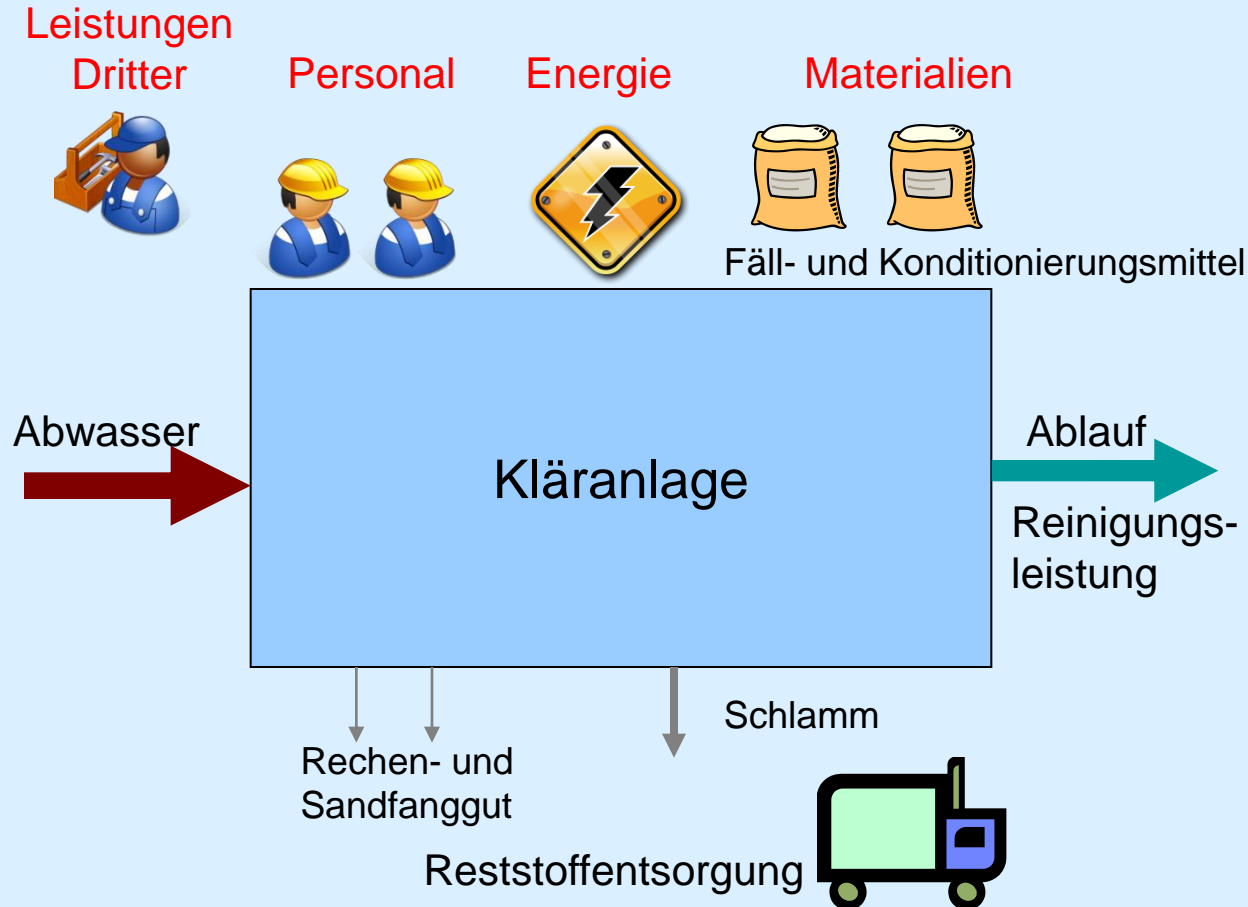 Leistungen
Dritter
Personal
Energie
Materialien
Fäll- und Konditionierungsmittel
Abwasser
Kläranlage
Ablauf
Reinigungs-
leistung
Schlamm
Rechen- und
Sandfanggut
Reststoffentsorgung